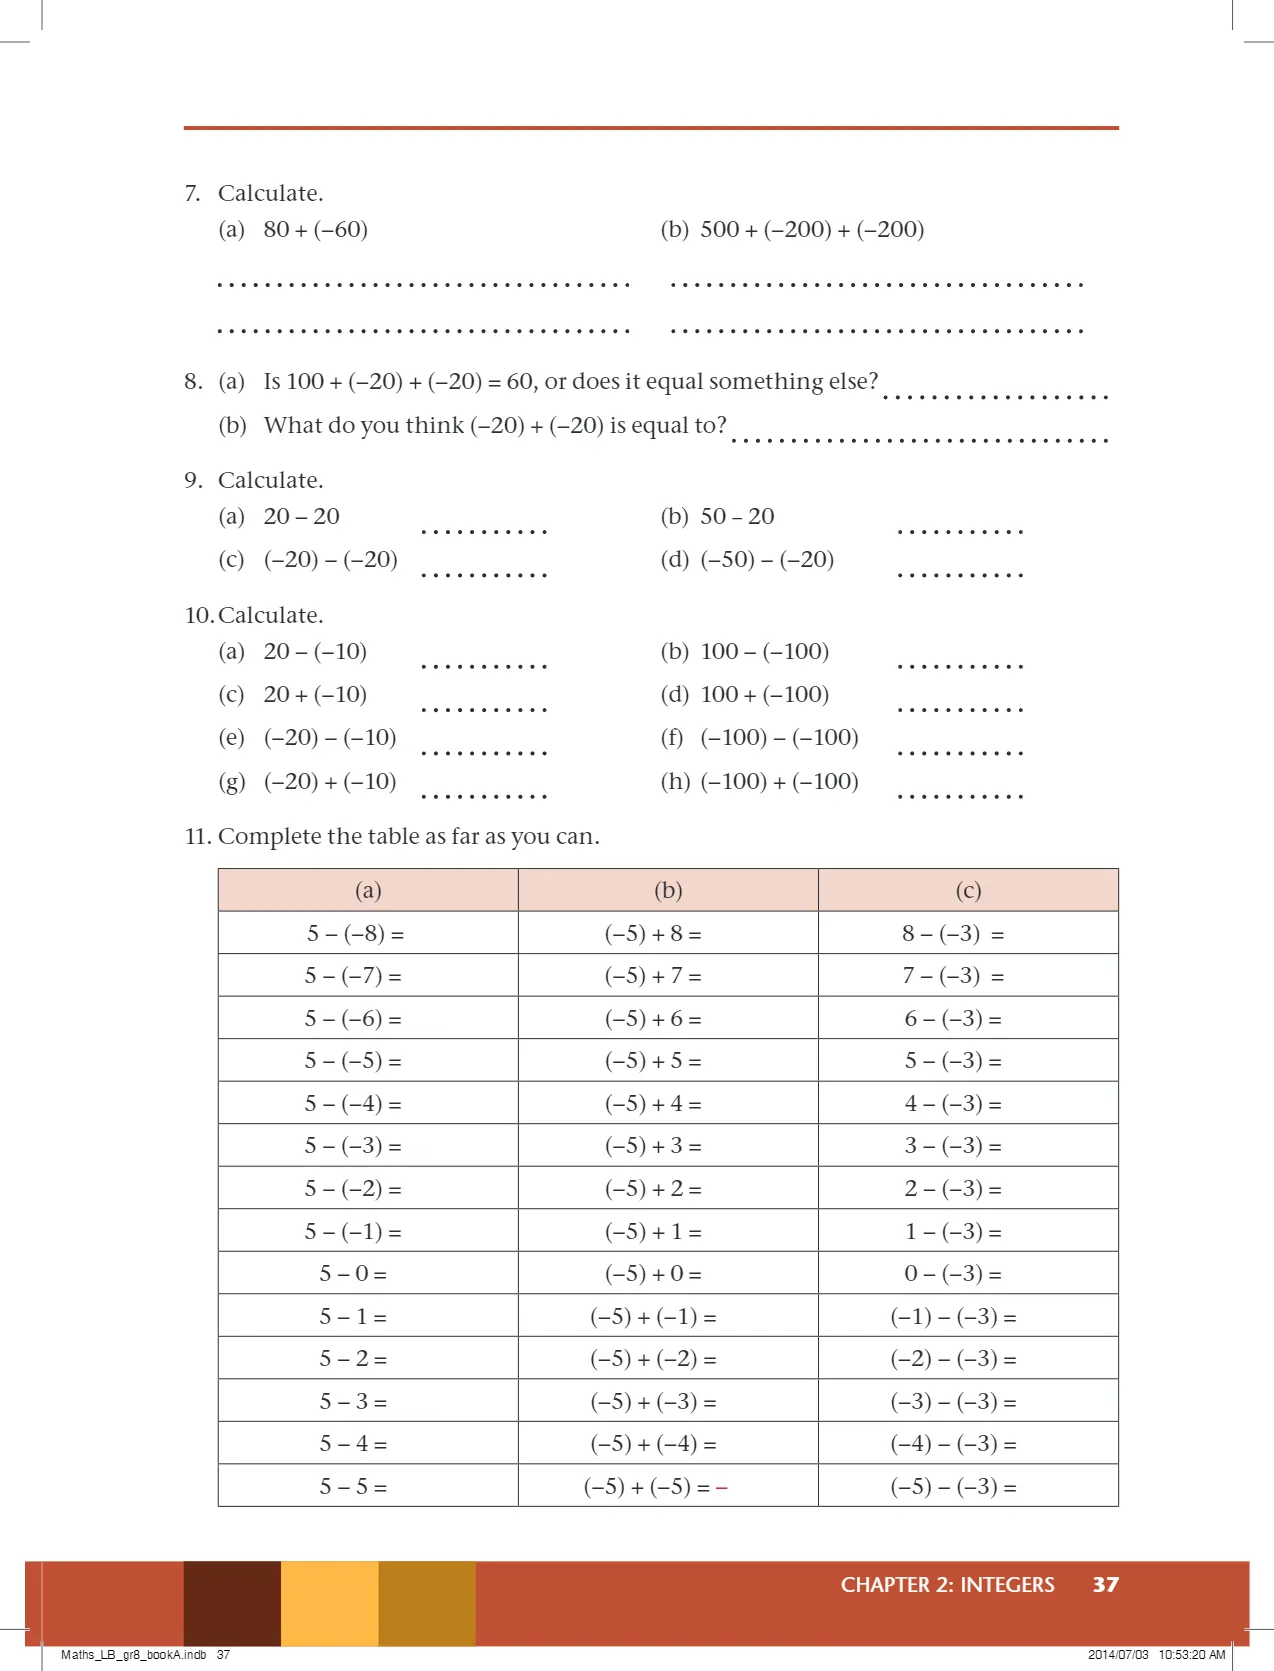 7. Calculate.
(a) 80 + (–60) (b) 500 + (–200) + (–200)
8. (a) Is 100 + (–20) + (–20) = 60, or does it equal something else?
(b) What do you think (–20) + (–20) is equal to?
9. Calculate.
(a) 20 – 20 (b) 50 – 20
(c) (–20) – (–20) (d) (–50) – (–20)
10. Calculate.
(a) 20 – (–10) (b) 100 – (–100)
(c) 20 + (–10) (d) 100 + (–100)
(e) (–20) – (–10) (f) (–100) – (–100)
(g) (–20) + (–10) (h) (–100) + (–100)
11. Complete the table as far as you can.
(a) (b) (c)
5 – (–8) = (–5) + 8 = 8 – (–3) =
5 – (–7) = (–5) + 7 = 7 – (–3) =
5 – (–6) = (–5) + 6 = 6 – (–3) =
5 – (–5) = (–5) + 5 = 5 – (–3) =
5 – (–4) = (–5) + 4 = 4 – (–3) =
5 – (–3) = (–5) + 3 = 3 – (–3) =
5 – (–2) = (–5) + 2 = 2 – (–3) =
5 – (–1) = (–5) + 1 = 1 – (–3) =
5 – 0 = (–5) + 0 = 0 – (–3) =
5 – 1 = (–5) + (–1) = (–1) – (–3) =
5 – 2 = (–5) + (–2) = (–2) – (–3) =
5 – 3 = (–5) + (–3) = (–3) – (–3) =
5 – 4 = (–5) + (–4) = (–4) – (–3) =
5 – 5 = (–5) + (–5) = – (–5) – (–3) =
CHAPTER 2: INTEGERS 37
Maths_LB_gr8_bookA.indb 37 2014/07/03 10:53:20 AM